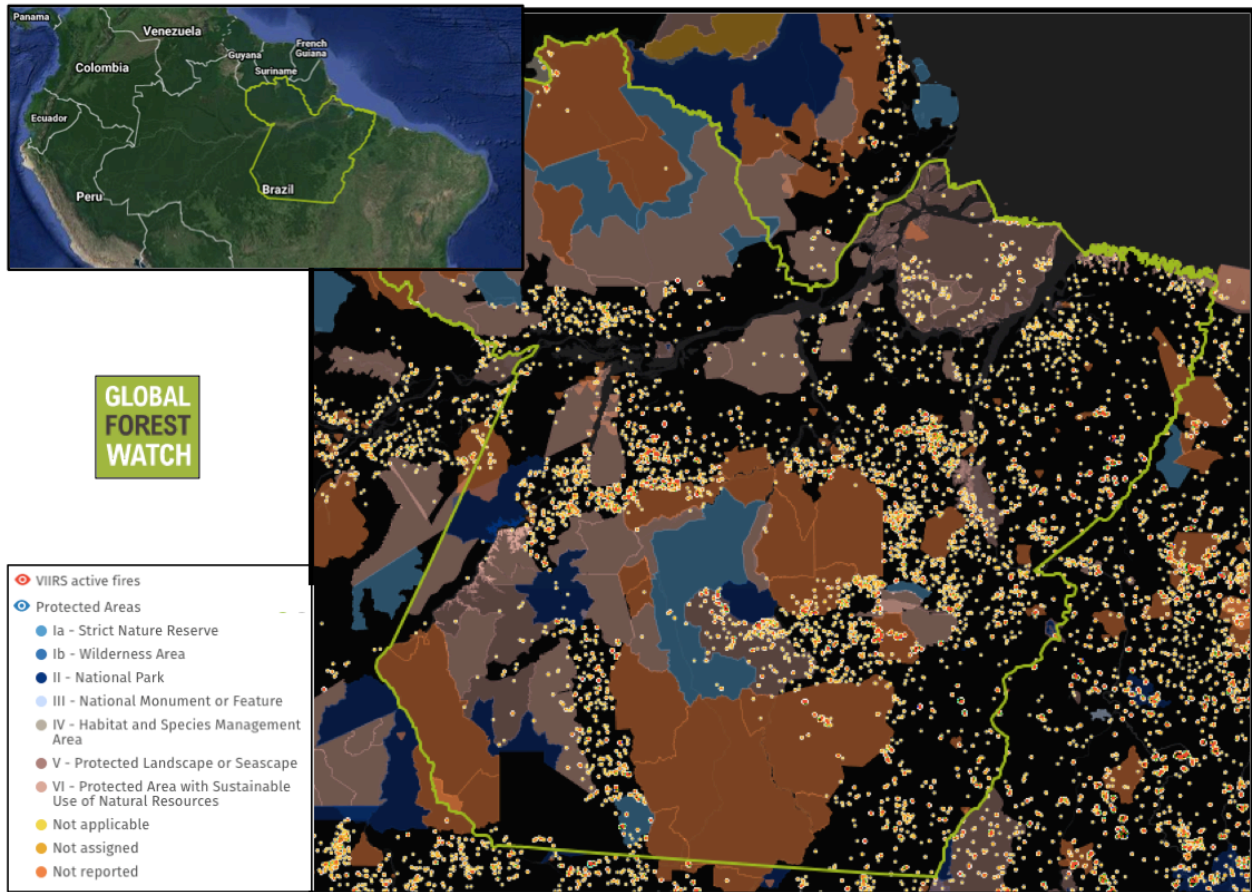 Panama
Venezuela
Guyana
French
Guiana
Suriname
Colombia
Ecuador
Peru
Brazil
GLOBAL
FOREST
WATCH
VIIRS active fires
Protected Areas
Ia - Strict Nature Reserve
Ib - Wilderness Area
II - National Park
III - National Monument or Feature
IV - Habitat and Species Management
Area
V - Protected Landscape or Seascape
VI - Protected Area with Sustainable
Use of Natural Resources
Not applicable
Not assigned
Not reported